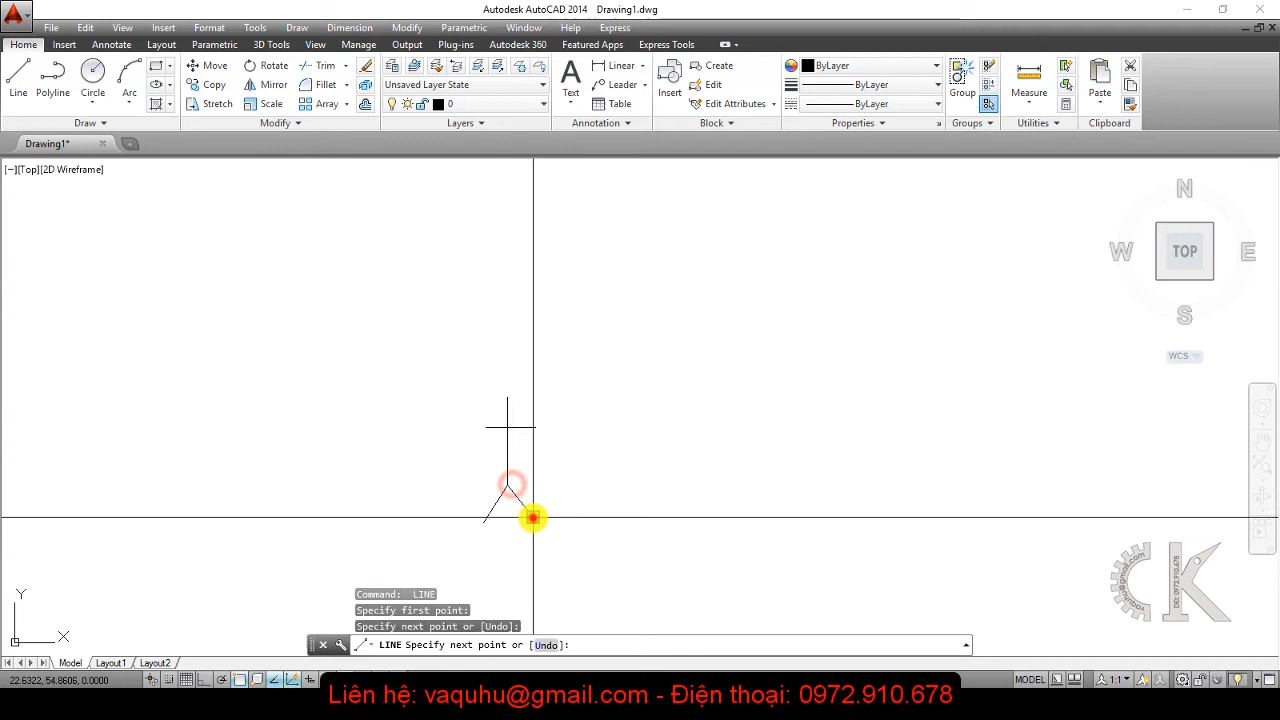 Autodesk AutoCAD 2014 Drawing1.dwg
File Edit View Insert Format Tools Draw Dimension Modify Parametric Window Help Express
Home Insert Annotate Layout Parametric 3D Tools View Manage Output Plug-ins Autodesk 360 Featured Apps Express Tools
Move Rotate Trim Unsaved Layer State Linear Create ByLayer
Line Polyline Circle Arc Copy Mirror Fillet Text Leader Insert Edit ByLayer Group Measure Paste
Stretch Scale Array 0 Table Edit Attributes ByLayer
Draw Modify Layers Annotation Block Properties Groups Utilities Clipboard
Drawing1*
[−][Top][2D Wireframe]
N
W TOP E
S
WCS
Y
X
Command: LINE
Specify first point:
Specify next point or [Undo]:
LINE Specify next point or [Undo]:
CK
Model Layout1 Layout2
22.6322, 54.8606, 0.0000 MODEL 1:1
Liên hệ: vaquhu@gmail.com - Điện thoại: 0972.910.678